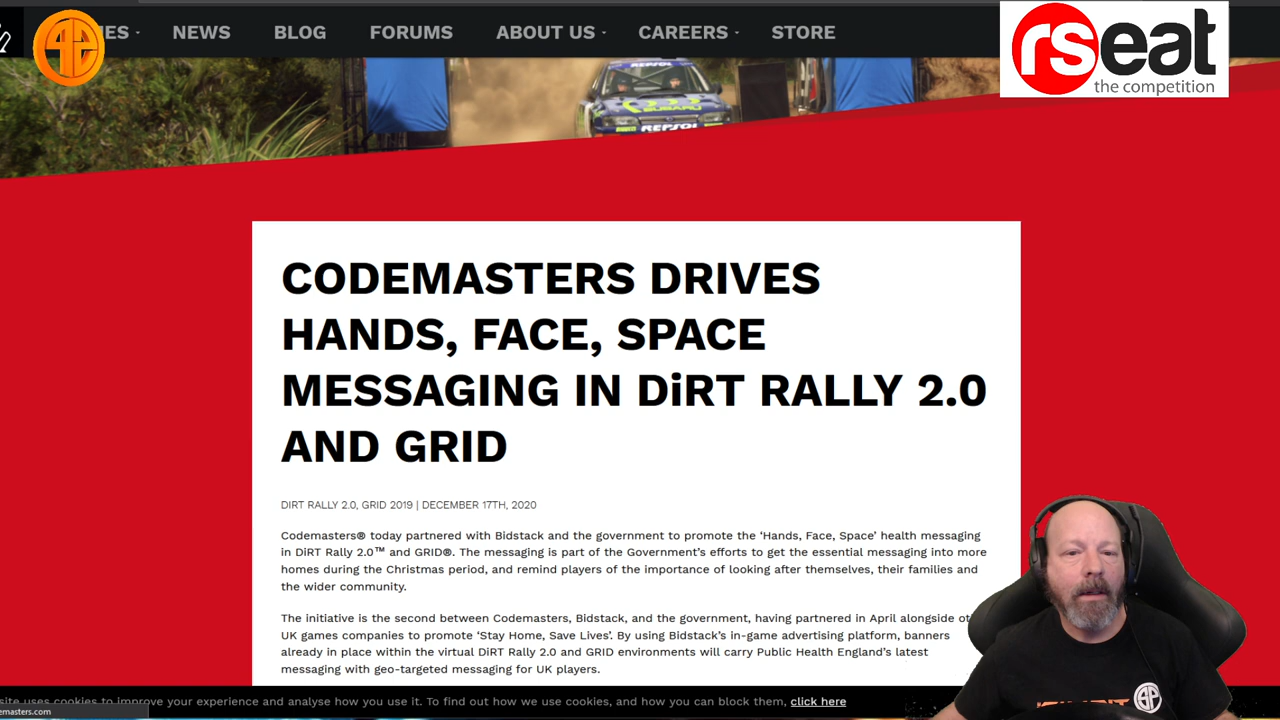 ES NEWS BLOG FORUMS ABOUT US CAREERS STORE
rseat
the competition
REPSOL
SUBARU
REPSOL
CODEMASTERS DRIVES
HANDS, FACE, SPACE
MESSAGING IN DiRT RALLY 2.0
AND GRID
DIRT RALLY 2.0, GRID 2019 | DECEMBER 17TH, 2020
Codemasters® today partnered with Bidstack and the government to promote the ‘Hands, Face, Space’ health messaging
in DiRT Rally 2.0™ and GRID®. The messaging is part of the Government’s efforts to get the essential messaging into more
homes during the Christmas period, and remind players of the importance of looking after themselves, their families and
the wider community.
The initiative is the second between Codemasters, Bidstack, and the government, having partnered in April alongside ot
UK games companies to promote ‘Stay Home, Save Lives’. By using Bidstack’s in-game advertising platform, banners
already in place within the virtual DiRT Rally 2.0 and GRID environments will carry Public Health England’s latest
messaging with geo-targeted messaging for UK players.
site uses cookies to improve your experience and analyse how you use it. To find out how we use cookies, and how you can block them, click here
emasters.com